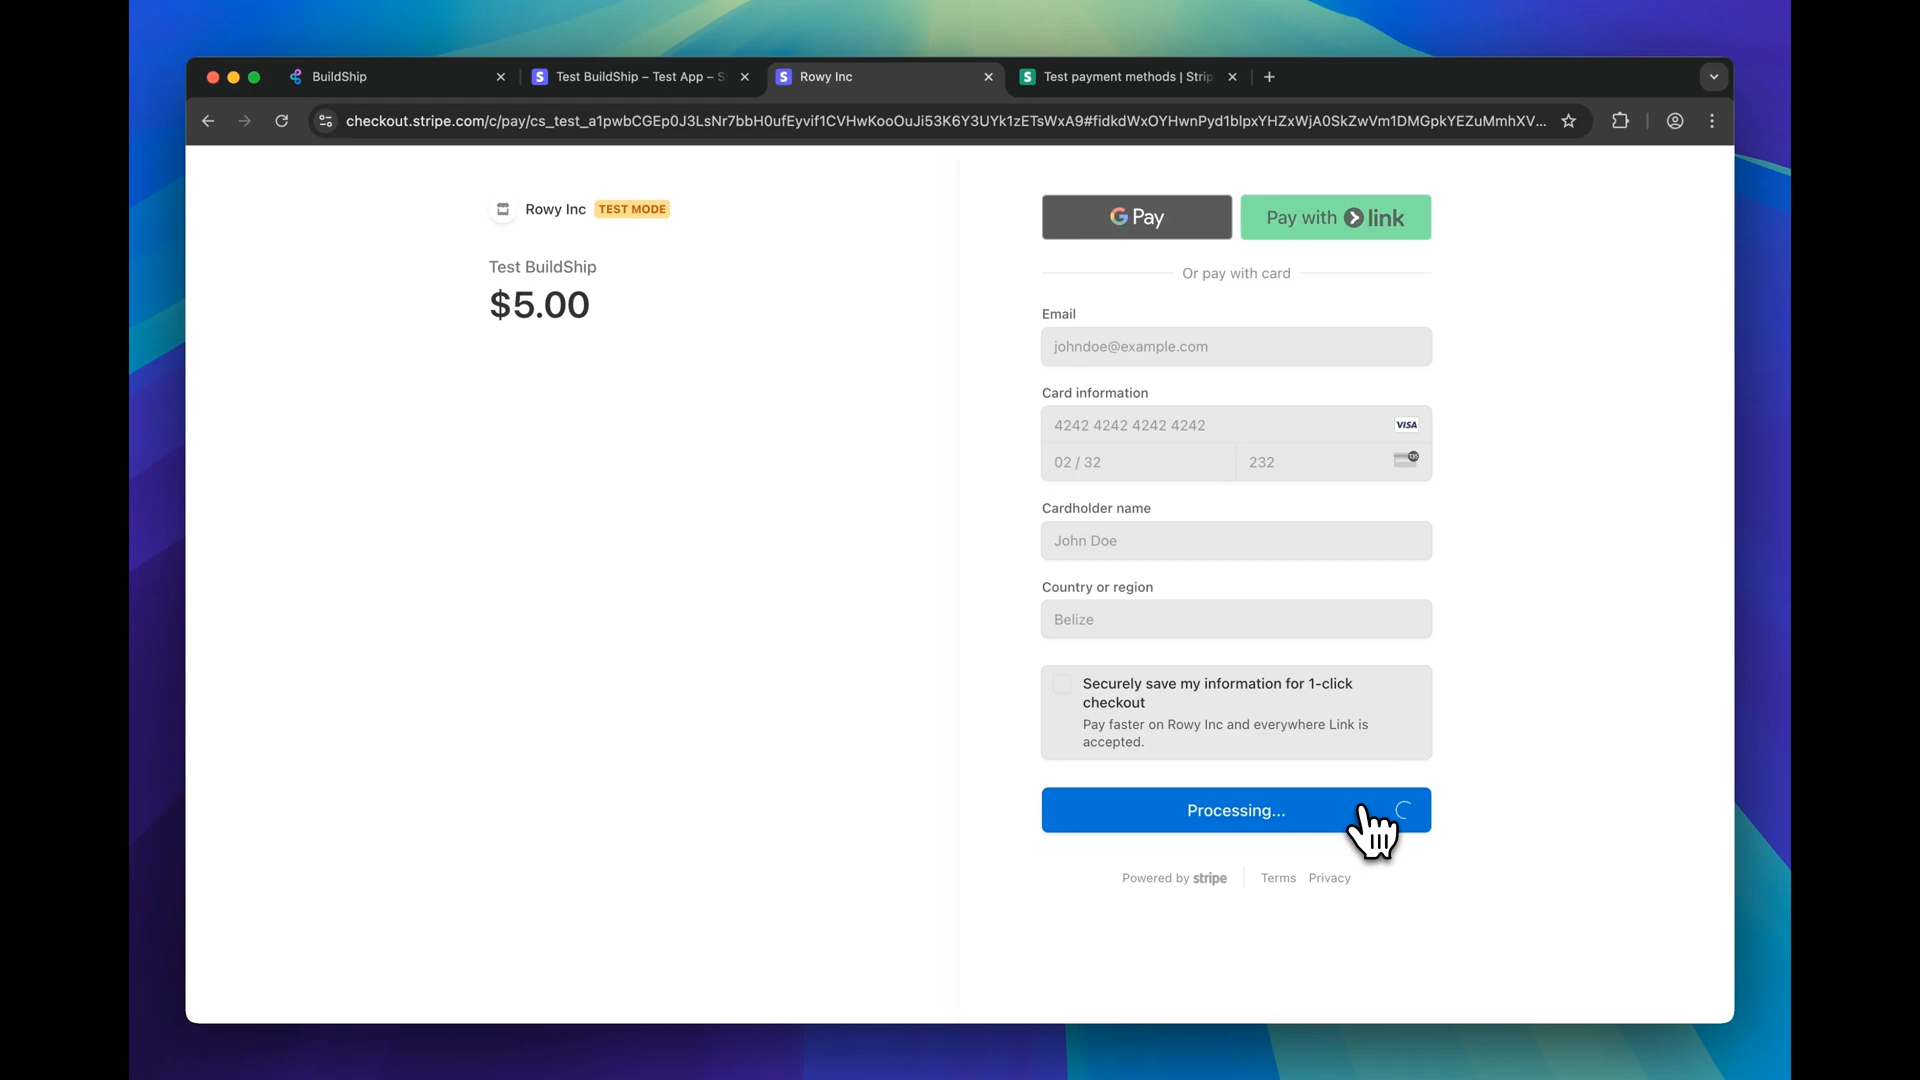 BuildShip
Test BuildShip – Test App – S
Rowy Inc
Test payment methods | Strip
checkout.stripe.com/c/pay/cs_test_a1pwbCGEp0J3LsNr7bbH0ufEyvif1CVHwKooOuJi53K6Y3UYk1zETsWxA9#fidkdWxOYHwnPyd1blpxYHZxWjA0SkZwVm1DMGpkYEZuMmhXV...
Rowy Inc TEST MODE
Test BuildShip
$5.00
G Pay
Pay with link
Or pay with card
Email
johndoe@example.com
Card information
4242 4242 4242 4242 VISA
02 / 32 232 135
Cardholder name
John Doe
Country or region
Belize
Securely save my information for 1-click
checkout
Pay faster on Rowy Inc and everywhere Link is
accepted.
Processing...
Powered by stripe Terms Privacy